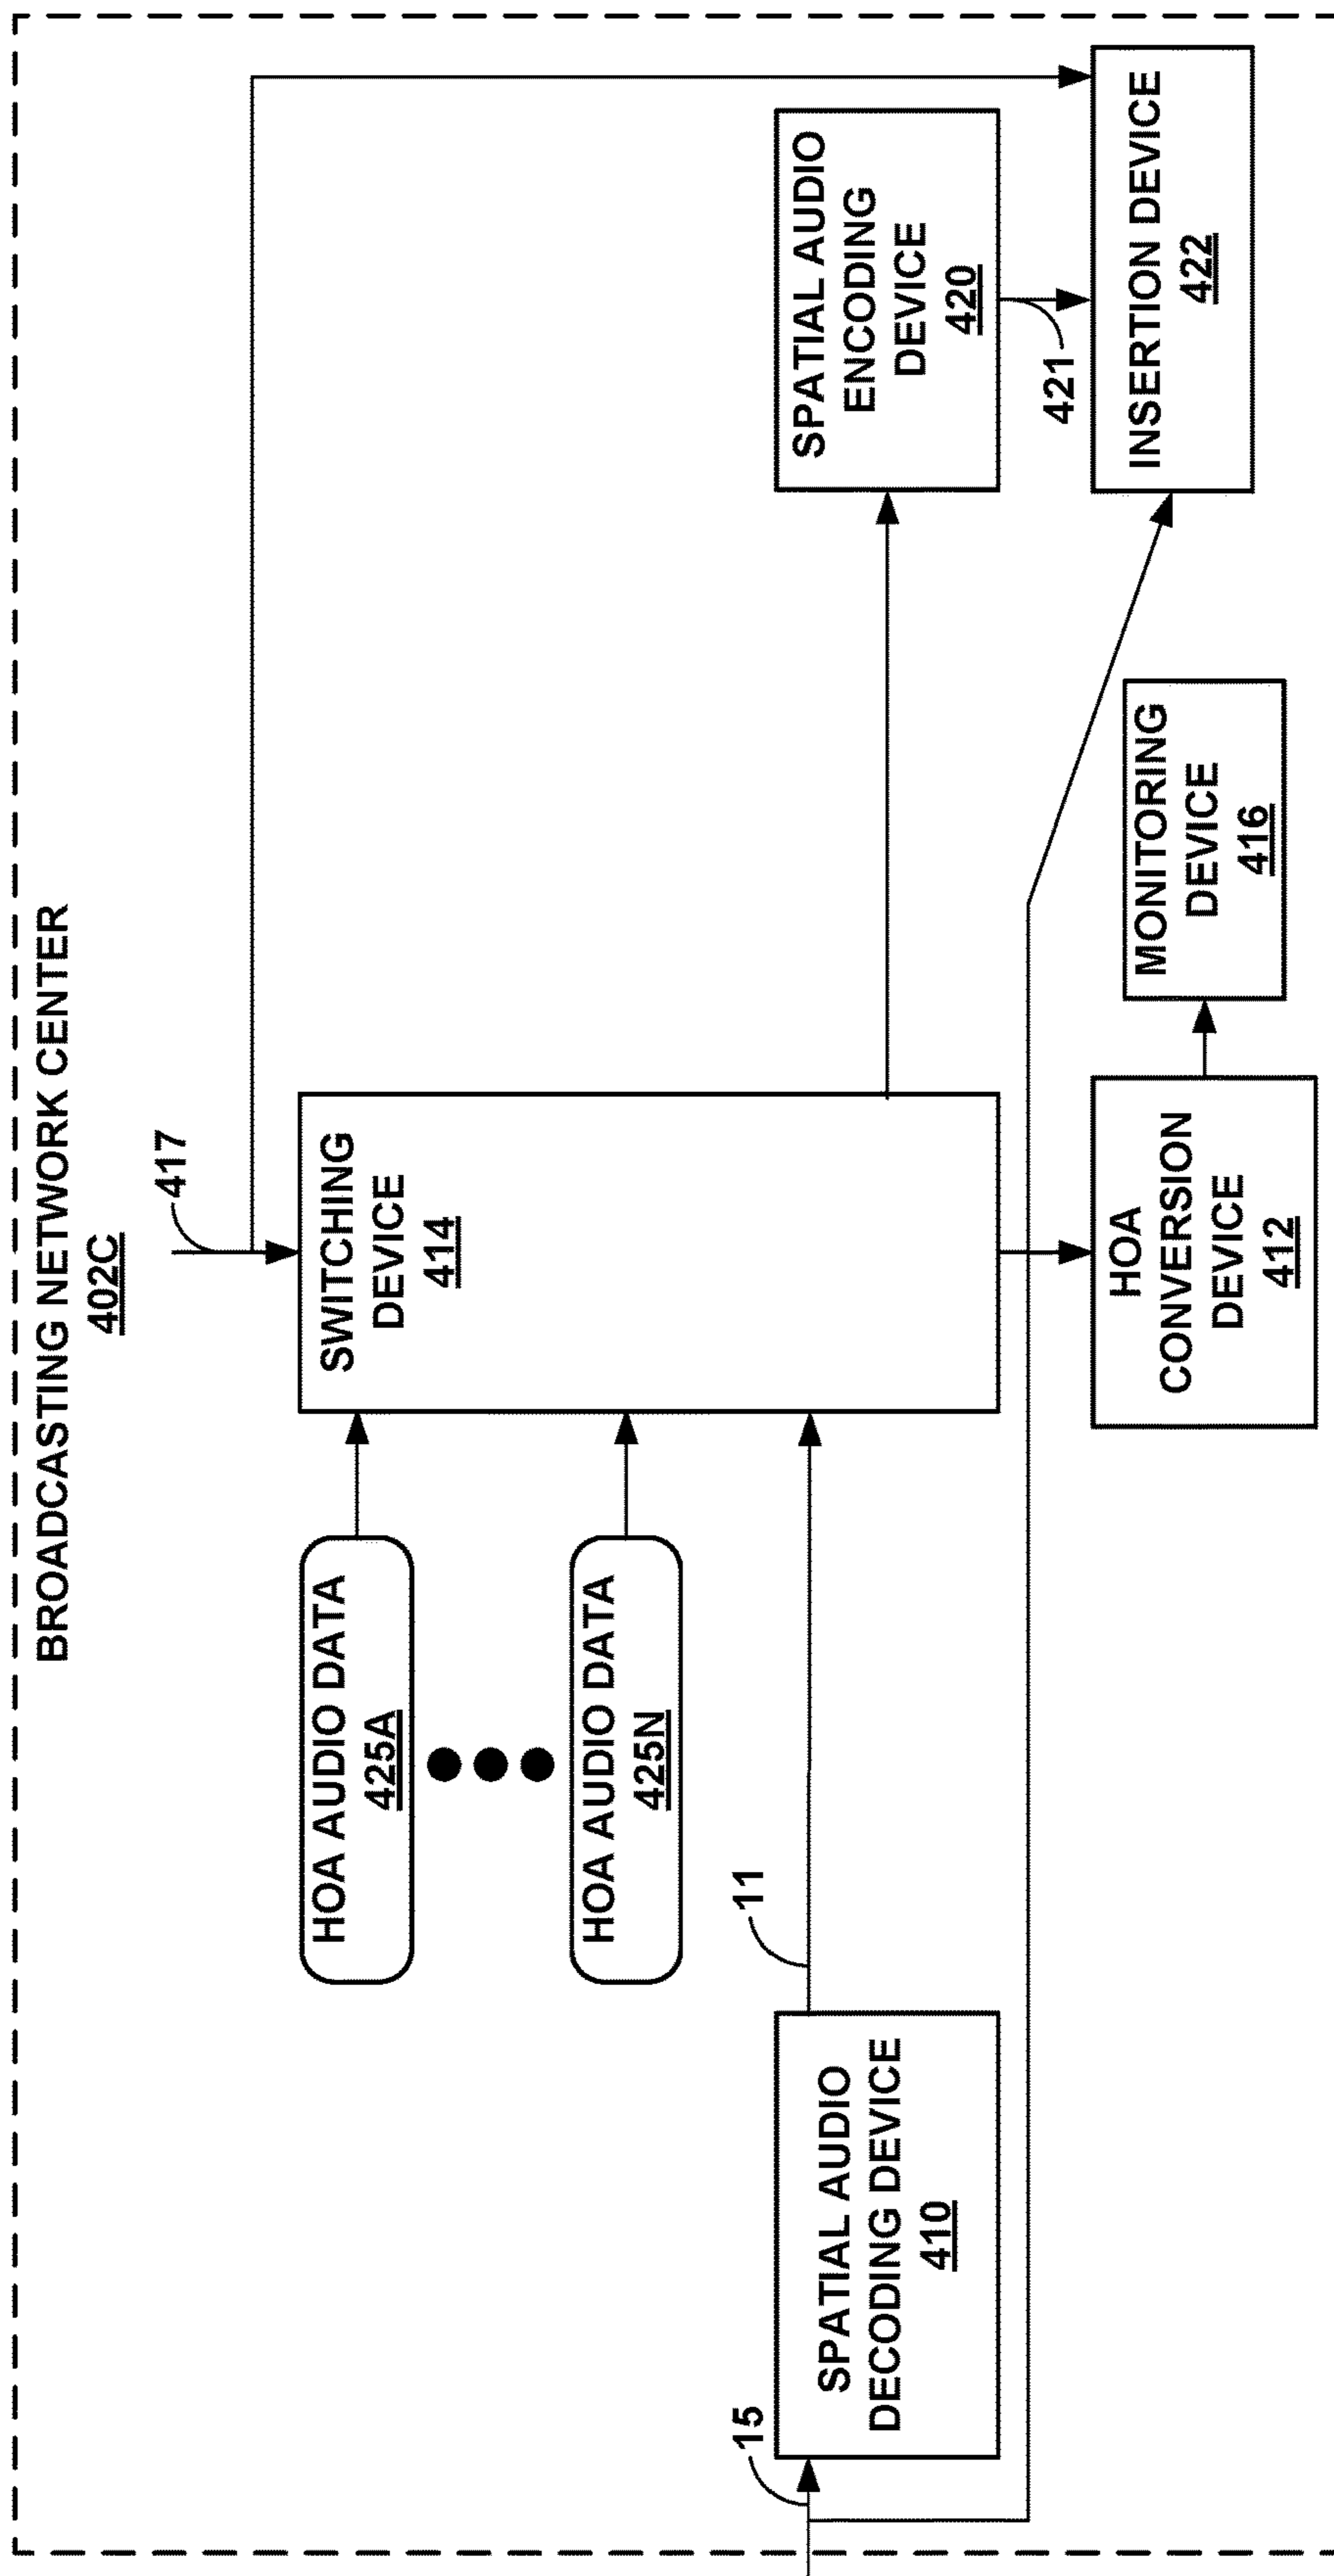 BROADCASTING NETWORK CENTER
402C
417
HOA AUDIO DATA
425A
HOA AUDIO DATA
425N
SWITCHING
DEVICE
414
15
SPATIAL AUDIO
DECODING DEVICE
410
11
SPATIAL AUDIO
ENCODING
DEVICE
420
421
HOA
CONVERSION
DEVICE
412
MONITORING
DEVICE
416
INSERTION DEVICE
422